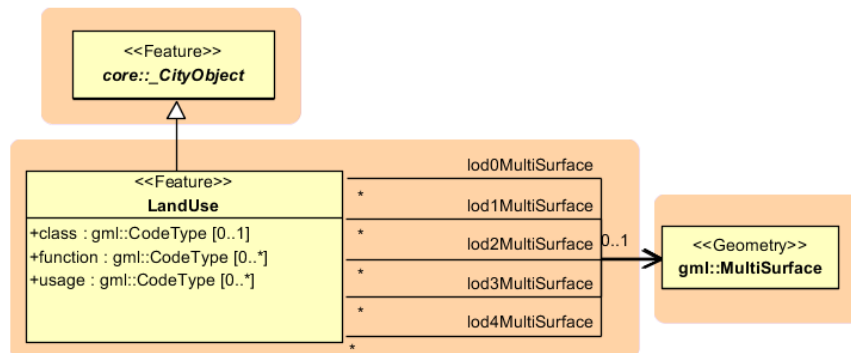 <<Feature>>
core::_CityObject
<<Feature>>
LandUse
+class : gml::CodeType [0..1]
+function : gml::CodeType [0..*]
+usage : gml::CodeType [0..*]
lod0MultiSurface
*
lod1MultiSurface
*
lod2MultiSurface
0..1
*
lod3MultiSurface
*
lod4MultiSurface
*
<<Geometry>>
gml::MultiSurface